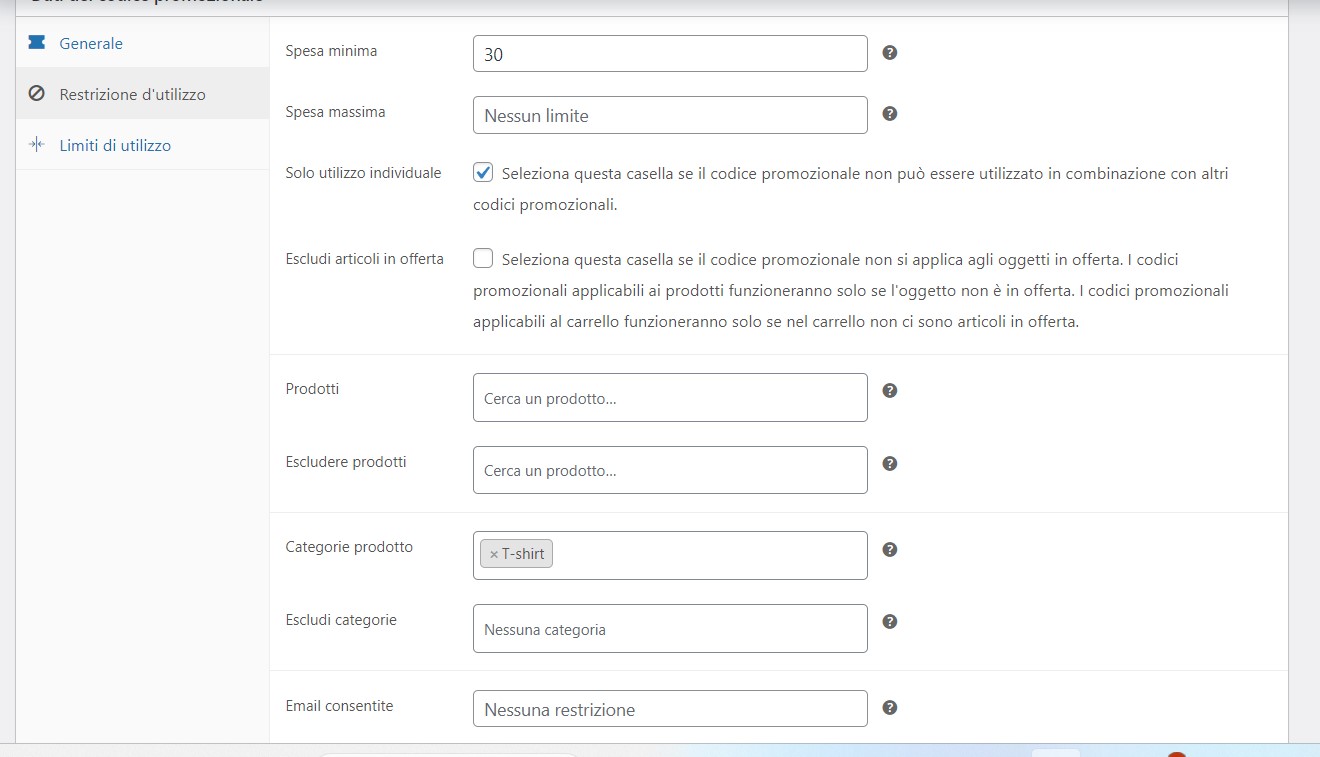 Generale
Restrizione d'utilizzo
Limiti di utilizzo
Spesa minima
30
Spesa massima
Nessun limite
Solo utilizzo individuale
Seleziona questa casella se il codice promozionale non può essere utilizzato in combinazione con altri
codici promozionali.
Escludi articoli in offerta
Seleziona questa casella se il codice promozionale non si applica agli oggetti in offerta. I codici
promozionali applicabili ai prodotti funzioneranno solo se l'oggetto non è in offerta. I codici promozionali
applicabili al carrello funzioneranno solo se nel carrello non ci sono articoli in offerta.
Prodotti
Cerca un prodotto...
Escludere prodotti
Cerca un prodotto...
Categorie prodotto
× T-shirt
Escludi categorie
Nessuna categoria
Email consentite
Nessuna restrizione